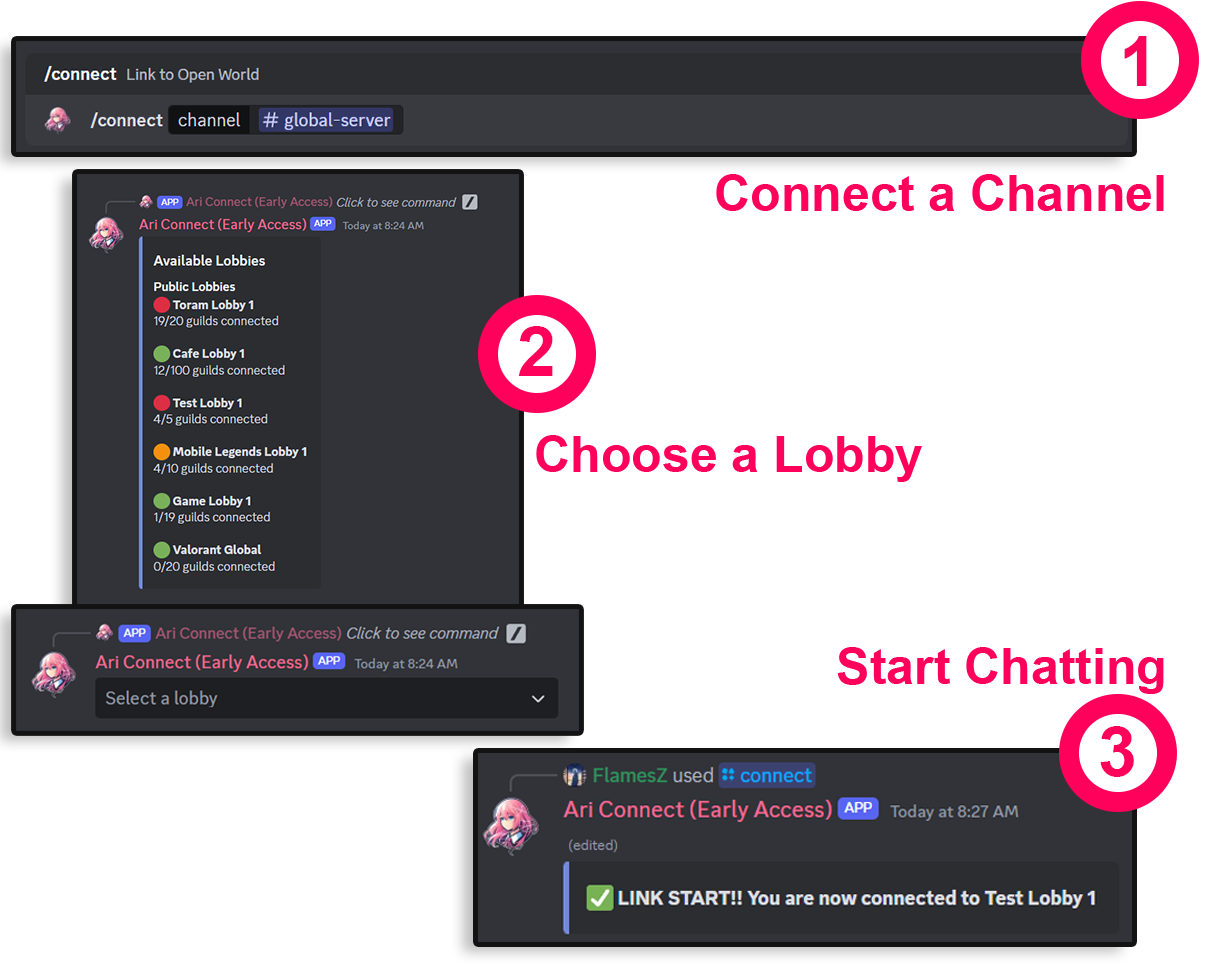 1
/connect Link to Open World
/connect channel # global-server
Connect a Channel
APP Ari Connect (Early Access) Click to see command
Ari Connect (Early Access) APP Today at 8:24 AM
Available Lobbies
Public Lobbies
Toram Lobby 1
19/20 guilds connected
Cafe Lobby 1
12/100 guilds connected
Test Lobby 1
4/5 guilds connected
Mobile Legends Lobby 1
4/10 guilds connected
Game Lobby 1
1/19 guilds connected
Valorant Global
0/20 guilds connected
2
Choose a Lobby
APP Ari Connect (Early Access) Click to see command
Ari Connect (Early Access) APP Today at 8:24 AM
Select a lobby
Start Chatting
3
FlamesZ used connect
Ari Connect (Early Access) APP Today at 8:27 AM
(edited)
LINK START!! You are now connected to Test Lobby 1